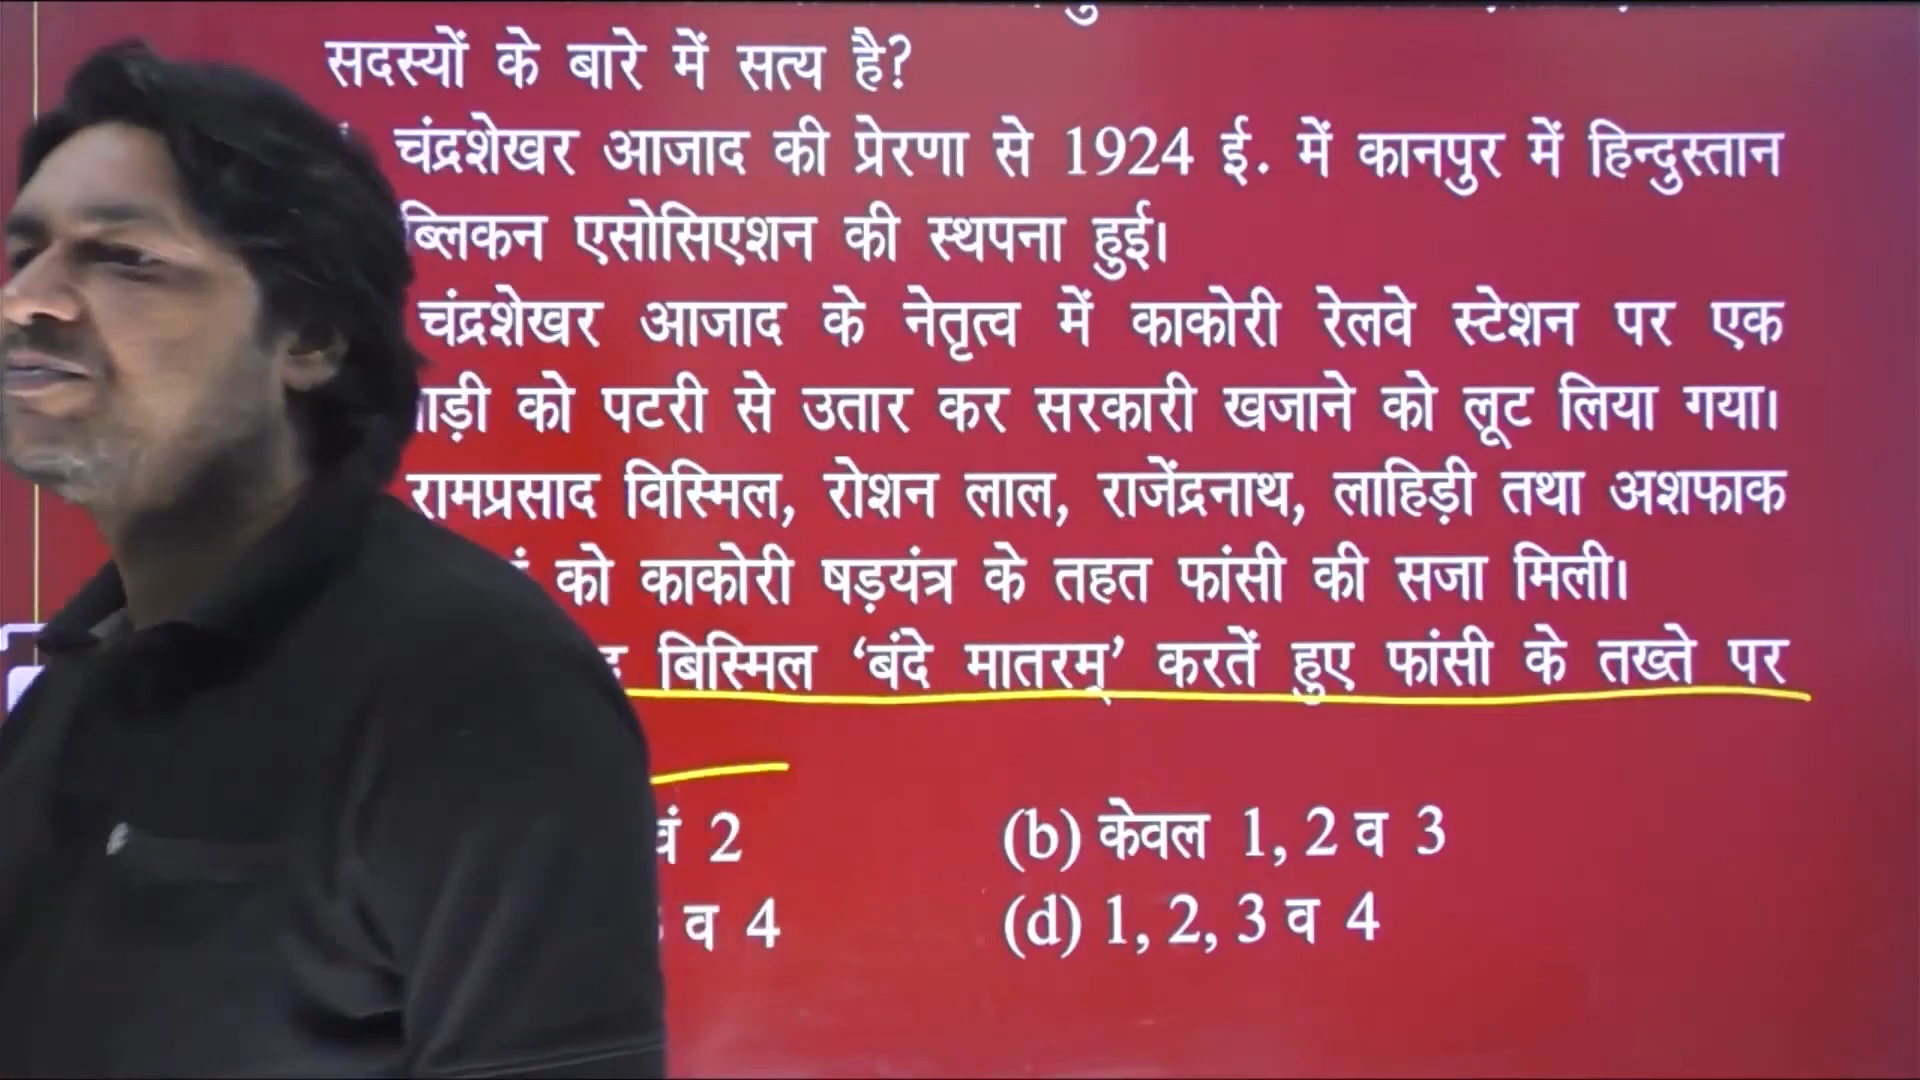 सदस्यों के बारे में सत्य है?
चंद्रशेखर आजाद की प्रेरणा से 1924 ई. में कानपुर में हिन्दुस्तान
ब्लिकन एसोसिएशन की स्थपना हुई।
चंद्रशेखर आजाद के नेतृत्व में काकोरी रेलवे स्टेशन पर एक
को पटरी से उतार कर सरकारी खजाने को लूट लिया गया।
रामप्रसाद विस्मिल, रोशन लाल, राजेंद्रनाथ, लाहिड़ी तथा अशफाक
को काकोरी षड़यंत्र के तहत फांसी की सजा मिली।
बिस्मिल ‘बंदे मातरम्’ करतें हुए फांसी के तख्ते पर
2 (b) केवल 1, 2 व 3
व 4 (d) 1, 2, 3 व 4